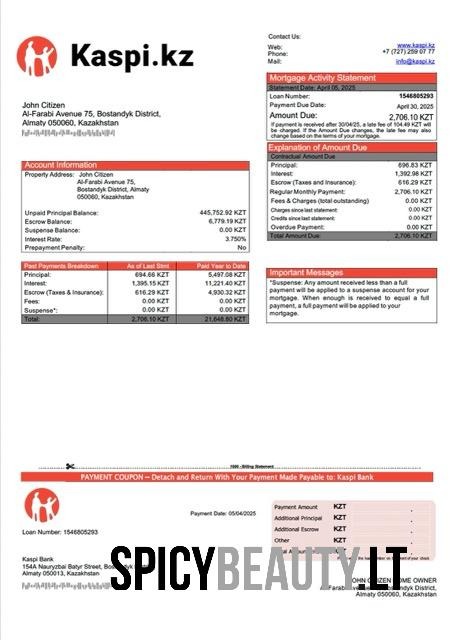 Kaspi.kz
Contact Us:
Web: www.kaspi.kz
Phone: +7 (727) 259 07 77
Mail: info@kaspi.kz
Mortgage Activity Statement
Statement Date: April 05, 2025
Loan Number: 1546805293
Payment Due Date: April 30, 2025
Amount Due: 2,706.10 KZT
If payment is received after 30/04/25, a late fee of 104.49 KZT will
be charged. If the Amount Due changes, the late fee may also
change based on the terms of your mortgage.
John Citizen
Al-Farabi Avenue 75, Bostandyk District,
Almaty 050060, Kazakhstan
Explanation of Amount Due
Contractual Amount Due
Principal: 696.83 KZT
Interest: 1,392.98 KZT
Escrow (Taxes and Insurance): 616.29 KZT
Regular Monthly Payment: 2,706.10 KZT
Fees & Charges (total outstanding) 0.00 KZT
Charges since last statement: 0.00 KZT
Credits since last statement: 0.00 KZT
Overdue Payment: 0.00 KZT
Total Amount Due: 2,706.10 KZT
Account Information
Property Address: John Citizen
Al-Farabi Avenue 75,
Bostandyk District, Almaty
050060, Kazakhstan
Unpaid Principal Balance: 445,752.92 KZT
Escrow Balance: 6,779.19 KZT
Suspense Balance: 0.00 KZT
Interest Rate: 3.750%
Prepayment Penalty: No
Past Payments Breakdown As of Last Stmt Paid Year to Date
Principal: 694.66 KZT 5,497.08 KZT
Interest: 1,395.15 KZT 11,221.40 KZT
Escrow (Taxes & Insurance): 616.29 KZT 4,930.32 KZT
Fees: 0.00 KZT 0.00 KZT
Suspense*: 0.00 KZT 0.00 KZT
Total: 2,706.10 KZT 21,648.80 KZT
Important Messages
*Suspense: Any amount received less than a full
payment will be applied to a suspense account for your
mortgage. When enough is received to equal a full
payment, a full payment will be applied to your
mortgage.
1000 - Billing Statement
PAYMENT COUPON – Detach and Return With Your Payment Made Payable to: Kaspi Bank
Payment Date: 05/04/2025
Loan Number: 1546805293
Payment Amount KZT .
Additional Principal KZT .
Additional Escrow KZT .
Other KZT .
Kaspi Bank
154A Nauryzbai Batyr Street, Bostandyk
Almaty 050013, Kazakhstan
SPICYBEAUTY.LT
HOME OWNER
Almaty 050060, Kazakhstan